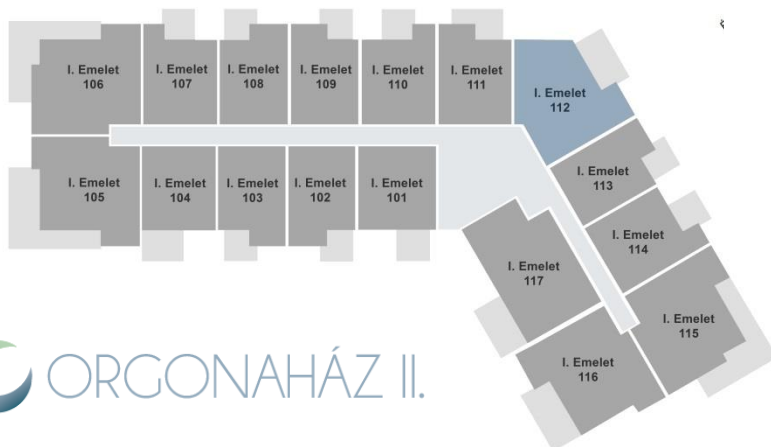 I. Emelet
106
I. Emelet
107
I. Emelet
108
I. Emelet
109
I. Emelet
110
I. Emelet
111
I. Emelet
112
I. Emelet
105
I. Emelet
104
I. Emelet
103
I. Emelet
102
I. Emelet
101
I. Emelet
113
I. Emelet
114
I. Emelet
117
I. Emelet
115
I. Emelet
116
ORGONAHÁZ II.